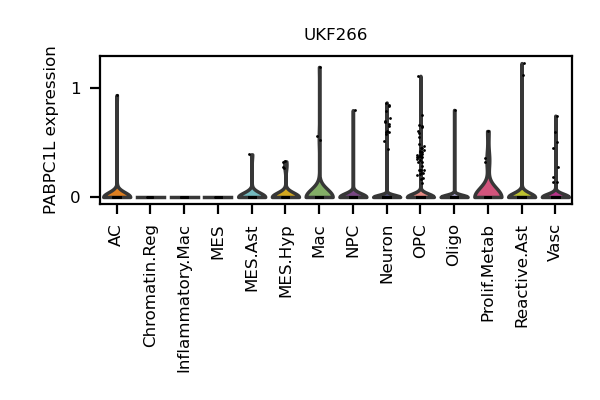 UKF266
PABPC1L expression
1
0
AC
Chromatin.Reg
Inflammatory.Mac
MES
MES.Ast
MES.Hyp
Mac
NPC
Neuron
OPC
Oligo
Prolif.Metab
Reactive.Ast
Vasc